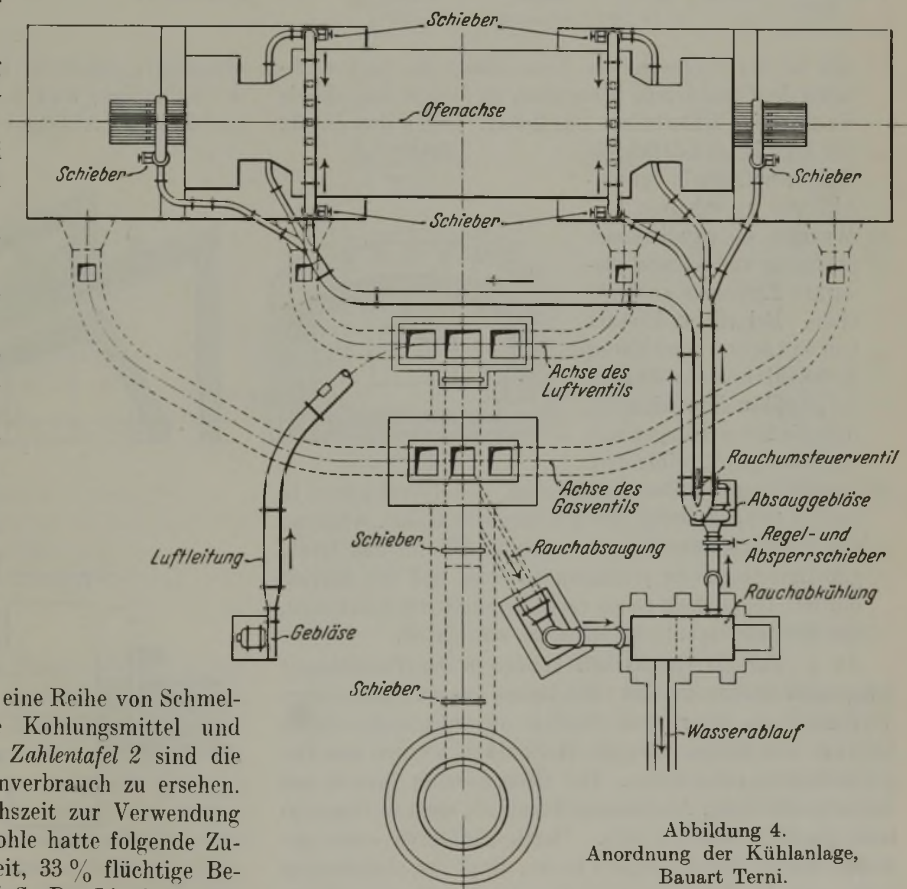 Schieber
Ofenachse
Schieber
Schieber
Schieber
Achse des
Luftventils
Rauchumsteuerventil
Achse des
Gasventils
Absauggebläse
Schieber
Rauchabsaugung
Regel- und
Absperrschieber
Luftleitung
Rauchabkühlung
Gebläse
Schieber
Wasserablauf
eine Reihe von Schmel-
Kohlungsmittel und
Zahlentafel 2 sind die
nverbrauch zu ersehen.
hszeit zur Verwendung
ohle hatte folgende Zu-
eit, 33 % flüchtige Be-
Abbildung 4.
Anordnung der Kühlanlage,
Bauart Terni.